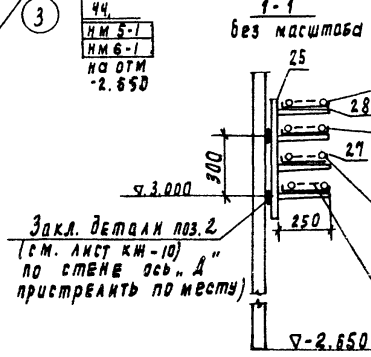 3
44,
НМ 5-1
НМ 6-1
на отм
-2.650
1-1
без масштаба
25
28
27
300
3.000
250
Закл. детали поз.2
(см. лист КЖ-10)
по стене ось „А"
пристрелить по месту)
-2.650